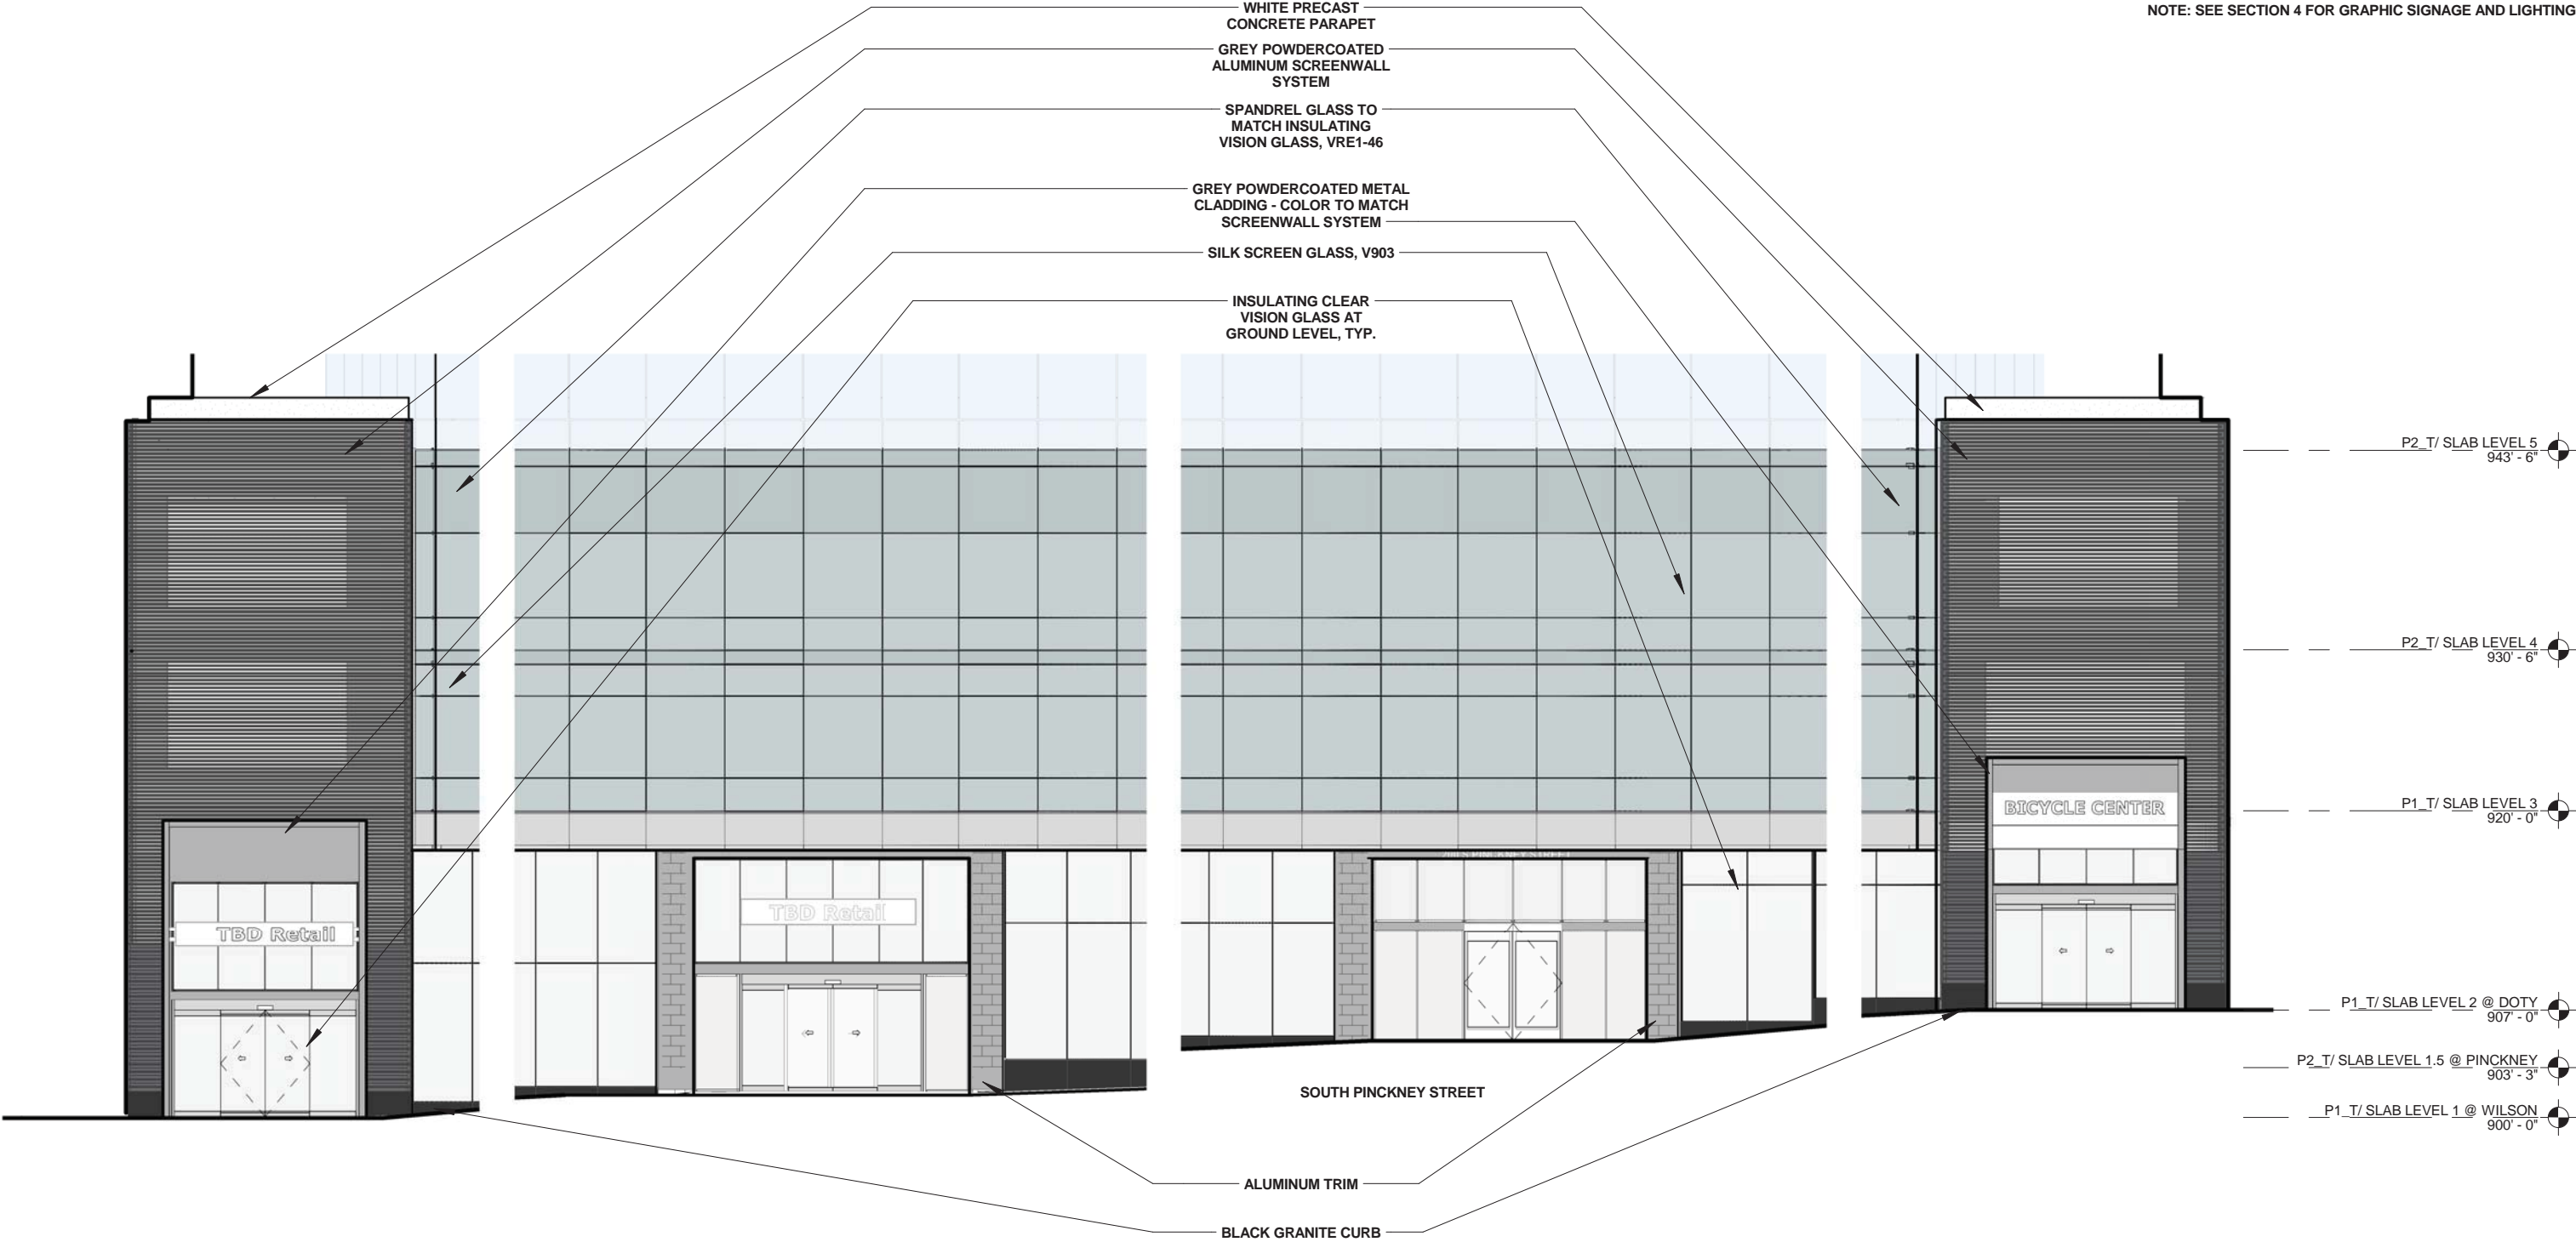 WHITE PRECAST
CONCRETE PARAPET
NOTE: SEE SECTION 4 FOR GRAPHIC SIGNAGE AND LIGHTING
GREY POWDERCOATED
ALUMINUM SCREENWALL
SYSTEM
SPANDREL GLASS TO
MATCH INSULATING
VISION GLASS, VRE1-46
GREY POWDERCOATED METAL
CLADDING - COLOR TO MATCH
SCREENWALL SYSTEM
SILK SCREEN GLASS, V903
INSULATING CLEAR
VISION GLASS AT
GROUND LEVEL, TYP.
P2_T/ SLAB LEVEL 5
943' - 6"
P2_T/ SLAB LEVEL 4
930' - 6"
P1_T/ SLAB LEVEL 3
920' - 0"
BICYCLE CENTER
TBD Retail
TBD Retail
P1_T/ SLAB LEVEL 2 @ DOTY
907' - 0"
P2_T/ SLAB LEVEL 1.5 @ PINCKNEY
903' - 3"
P1_T/ SLAB LEVEL 1 @ WILSON
900' - 0"
SOUTH PINCKNEY STREET
ALUMINUM TRIM
BLACK GRANITE CURB